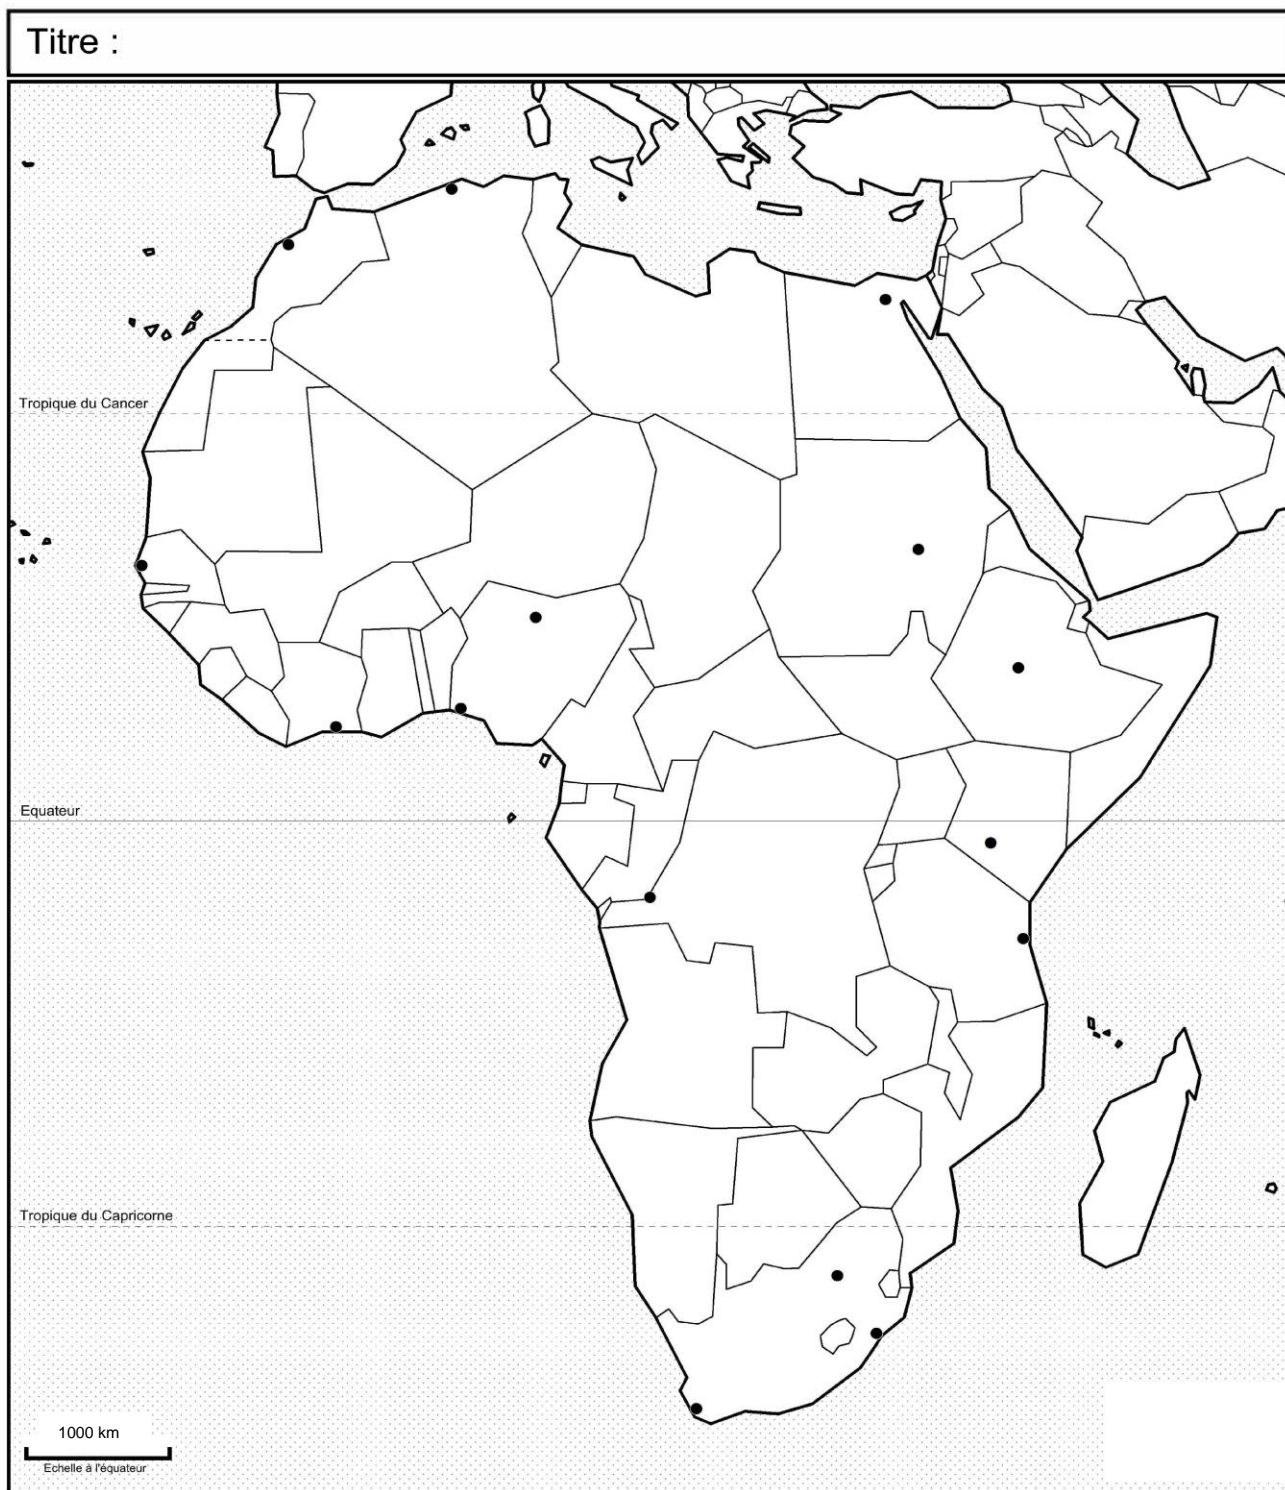 Titre :
Tropique du Cancer
Equateur
Tropique du Capricorne
1000 km
Echelle à l'équateur